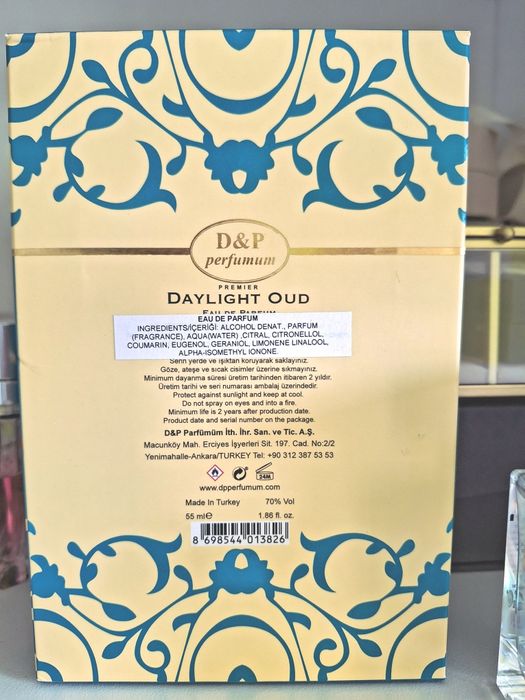 D&P
perfumum
PREMIER
DAYLIGHT OUD
EAU DE PARFUM
EAU DE PARFUM
INGREDIENTS/İÇERİĞİ: ALCOHOL DENAT., PARFUM
(FRAGRANCE), AQUA(WATER) ,CITRAL, CITRONELLOL,
COUMARIN, EUGENOL, GERANIOL, LIMONENE LINALOOL,
ALPHA-ISOMETHYL IONONE.
Serin yerde ve ışıktan koruyarak saklayınız.
Göze, ateşe ve sıcak cisimler üzerine sıkmayınız.
Minimum dayanma süresi üretim tarihinden itibaren 2 yıldır.
Üretim tarihi ve seri numarası ambalaj üzerindedir.
Protect against sunlight and keep at cool.
Do not spray on eyes and into a fire.
Minimum life is 2 years after production date.
Product date and serial number on the package.
D&P Parfümüm İth. İhr. San. ve Tic. A.Ş.
Macunköy Mah. Erciyes İşyerleri Sit. 197. Cad. No:2/2
Yenimahalle-Ankara/TURKEY Tel: +90 312 387 53 53
24M
www.dpperfumum.com
Made In Turkey 70% Vol
55 ml℮ 1.86 fl. oz.
8 698544 013826